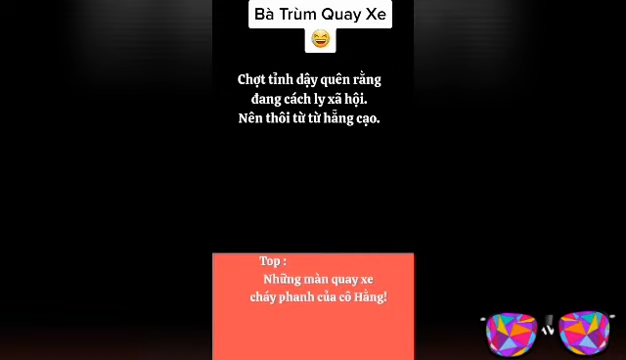 Bà Trùm Quay Xe
😆
Chợt tỉnh dậy quên rằng
đang cách ly xã hội.
Nên thôi từ từ hẳng cạo.
Top :
Những màn quay xe
cháy phanh của cô Hằng!